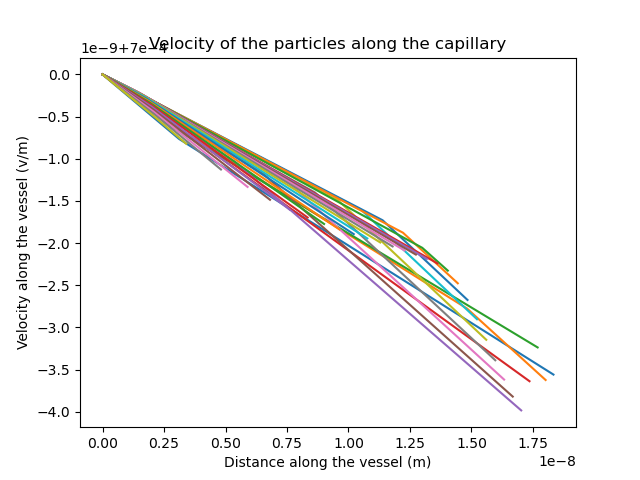 Velocity of the particles along the capillary
1e−9+7e−4
0.0
−0.5
−1.0
−1.5
−2.0
−2.5
−3.0
−3.5
−4.0
Velocity along the vessel (v/m)
0.00 0.25 0.50 0.75 1.00 1.25 1.50 1.75
1e−8
Distance along the vessel (m)